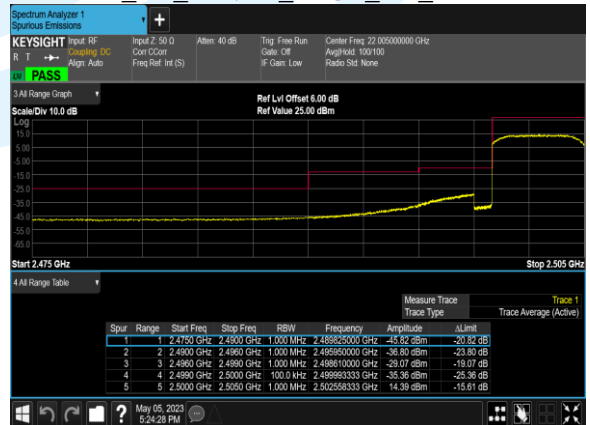 Spectrum Analyzer 1
Spurious Emissions
+
KEYSIGHT Input: RF Input Z: 50 Ω Atten: 40 dB Trig: Free Run Center Freq: 22.005000000 GHz
R T Coupling: DC Corr CCorr Gate: Off Avg|Hold: 100/100
Align: Auto Freq Ref: Int (S) IF Gain: Low Radio Std: None
LV PASS
3 All Range Graph
Ref Lvl Offset 6.00 dB
Scale/Div 10.0 dB Ref Value 25.00 dBm
Log
15.0
5.00
-5.00
-15.0
-25.0
-35.0
-45.0
-55.0
-65.0
Start 2.475 GHz Stop 2.505 GHz
4 All Range Table
Measure Trace Trace 1
Trace Type Trace Average (Active)
Spur Range Start Freq Stop Freq RBW Frequency Amplitude ΔLimit
1 1 2.4750 GHz 2.4900 GHz 1.000 MHz 2.489825000 GHz -45.82 dBm -20.82 dB
2 2 2.4900 GHz 2.4960 GHz 1.000 MHz 2.495950000 GHz -36.80 dBm -23.80 dB
3 3 2.4960 GHz 2.4990 GHz 1.000 MHz 2.498610000 GHz -29.07 dBm -19.07 dB
4 4 2.4990 GHz 2.5000 GHz 100.0 kHz 2.499993333 GHz -35.36 dBm -25.36 dB
5 5 2.5000 GHz 2.5050 GHz 1.000 MHz 2.502558333 GHz 14.39 dBm -15.61 dB
? May 05, 2023
5:24:28 PM